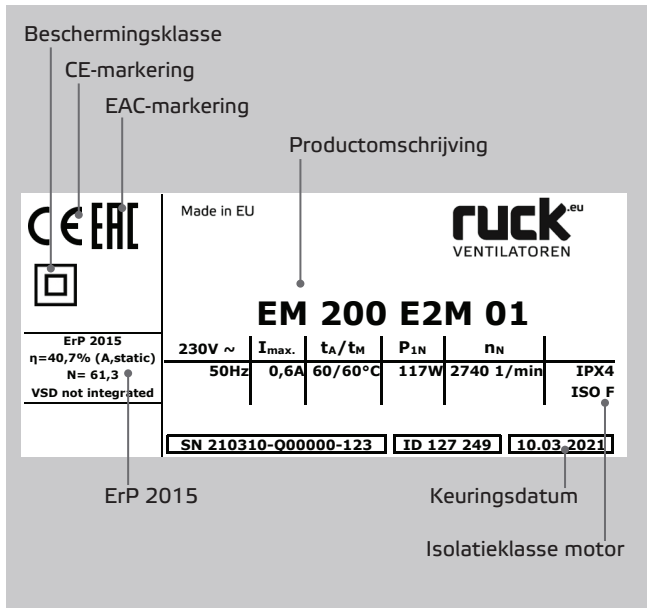 Beschermingsklasse
CE-markering
EAC-markering
Productomschrijving
CE EAC
Made in EU
ruck.eu
VENTILATOREN
EM 200 E2M 01
ErP 2015
η=40,7% (A,static)
N= 61,3
VSD not integrated
230V ~ Imax. tA/tM P1N nN
50Hz 0,6A 60/60°C 117W 2740 1/min IPX4
ISO F
SN 210310-Q00000-123 ID 127 249 10.03.2021
ErP 2015
Keuringsdatum
Isolatieklasse motor